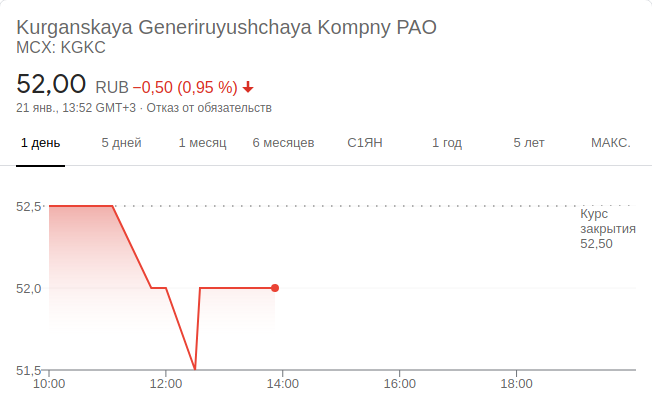 Kurganskaya Generiruyushchaya Kompny PAO
MCX: KGKC
52,00 RUB −0,50 (0,95 %)
21 янв., 13:52 GMT+3 · Отказ от обязательств
1 день 5 дней 1 месяц 6 месяцев С1ЯН 1 год 5 лет МАКС.
52,5
Курс
закрытия
52,50
52,0
51,5
10:00 12:00 14:00 16:00 18:00